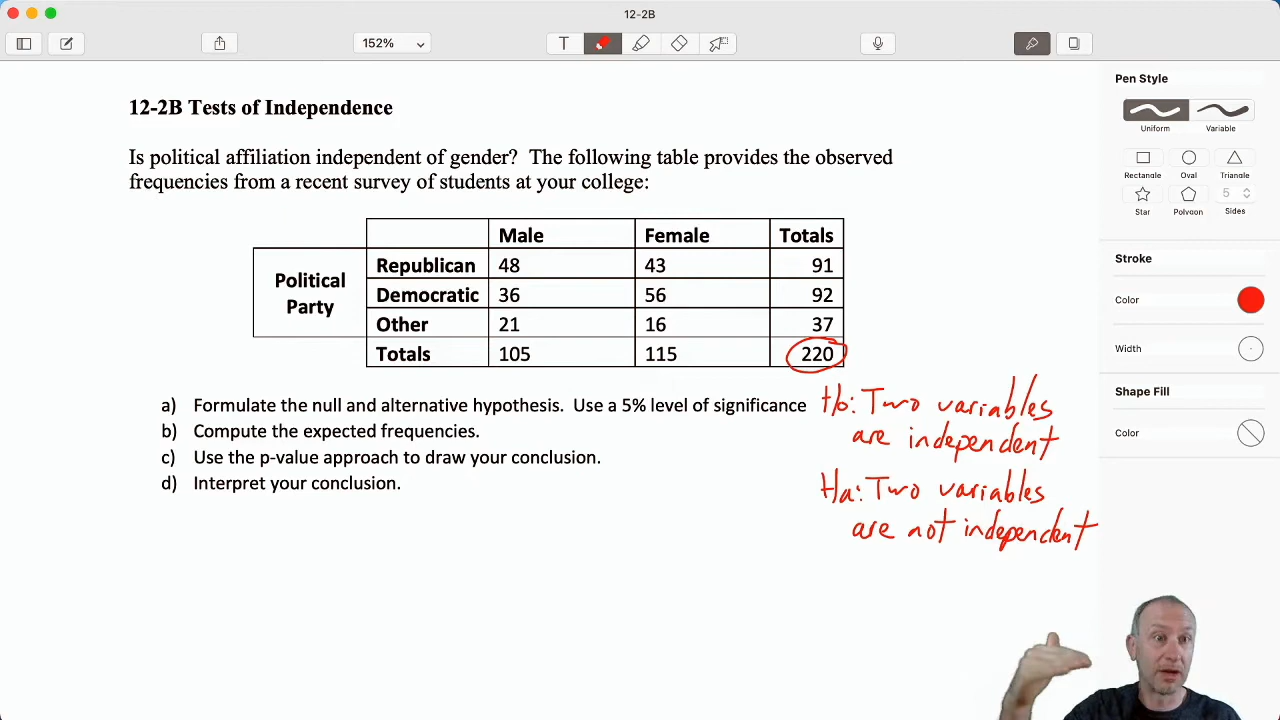 12-2B
T
152%
Pen Style
Uniform Variable
Rectangle Oval Triangle
Star Polygon Sides
5
Stroke
Color
Width
Shape Fill
Color
12-2B Tests of Independence
Is political affiliation independent of gender? The following table provides the observed
frequencies from a recent survey of students at your college:
Male Female Totals
Political Party
Republican 48 43 91
Democratic 36 56 92
Other 21 16 37
Totals 105 115 220
a) Formulate the null and alternative hypothesis. Use a 5% level of significance
b) Compute the expected frequencies.
c) Use the p-value approach to draw your conclusion.
d) Interpret your conclusion.
Ho: Two variables
are independent
Ha: Two variables
are not independent